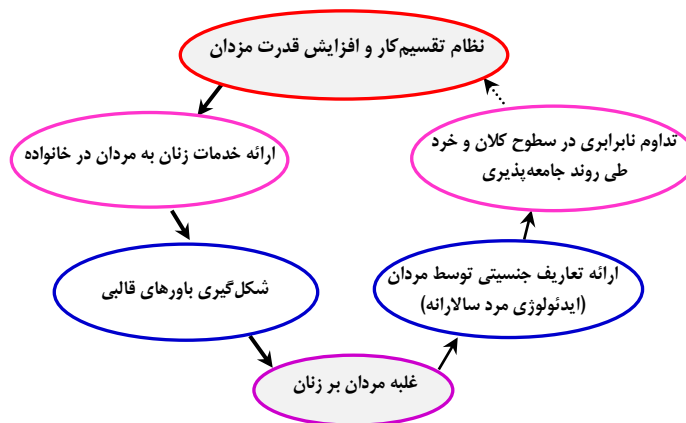 نظام تقسیم‌کار و افزایش قدرت مزدان
ارائه خدمات زنان به مردان در خانواده
شکل‌گیری باورهای قالبی
غلبه مردان بر زنان
ارائه تعاریف جنسیتی توسط مردان
(ایدئولوژی مرد سالارانه)
تداوم نابرابری در سطوح کلان و خرد
طی روند جامعه‌پذیری